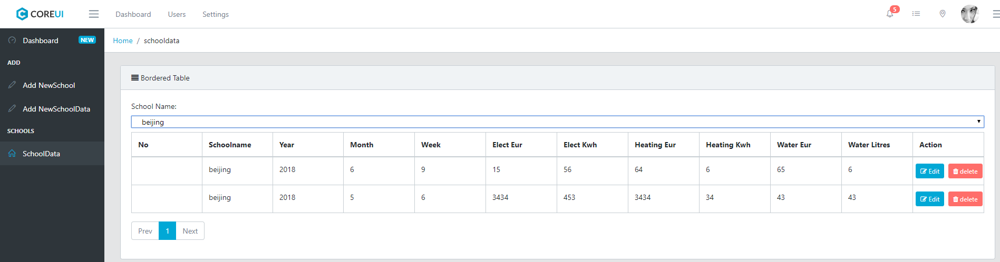 COREUI Dashboard Users Settings 5
Dashboard NEW
Home / schooldata
ADD
Add NewSchool
Add NewSchoolData
SCHOOLS
SchoolData
Bordered Table
School Name:
beijing
No Schoolname Year Month Week Elect Eur Elect Kwh Heating Eur Heating Kwh Water Eur Water Litres Action
beijing 2018 6 9 15 56 64 6 65 6 Edit delete
beijing 2018 5 6 3434 453 3434 34 43 43 Edit delete
Prev 1 Next